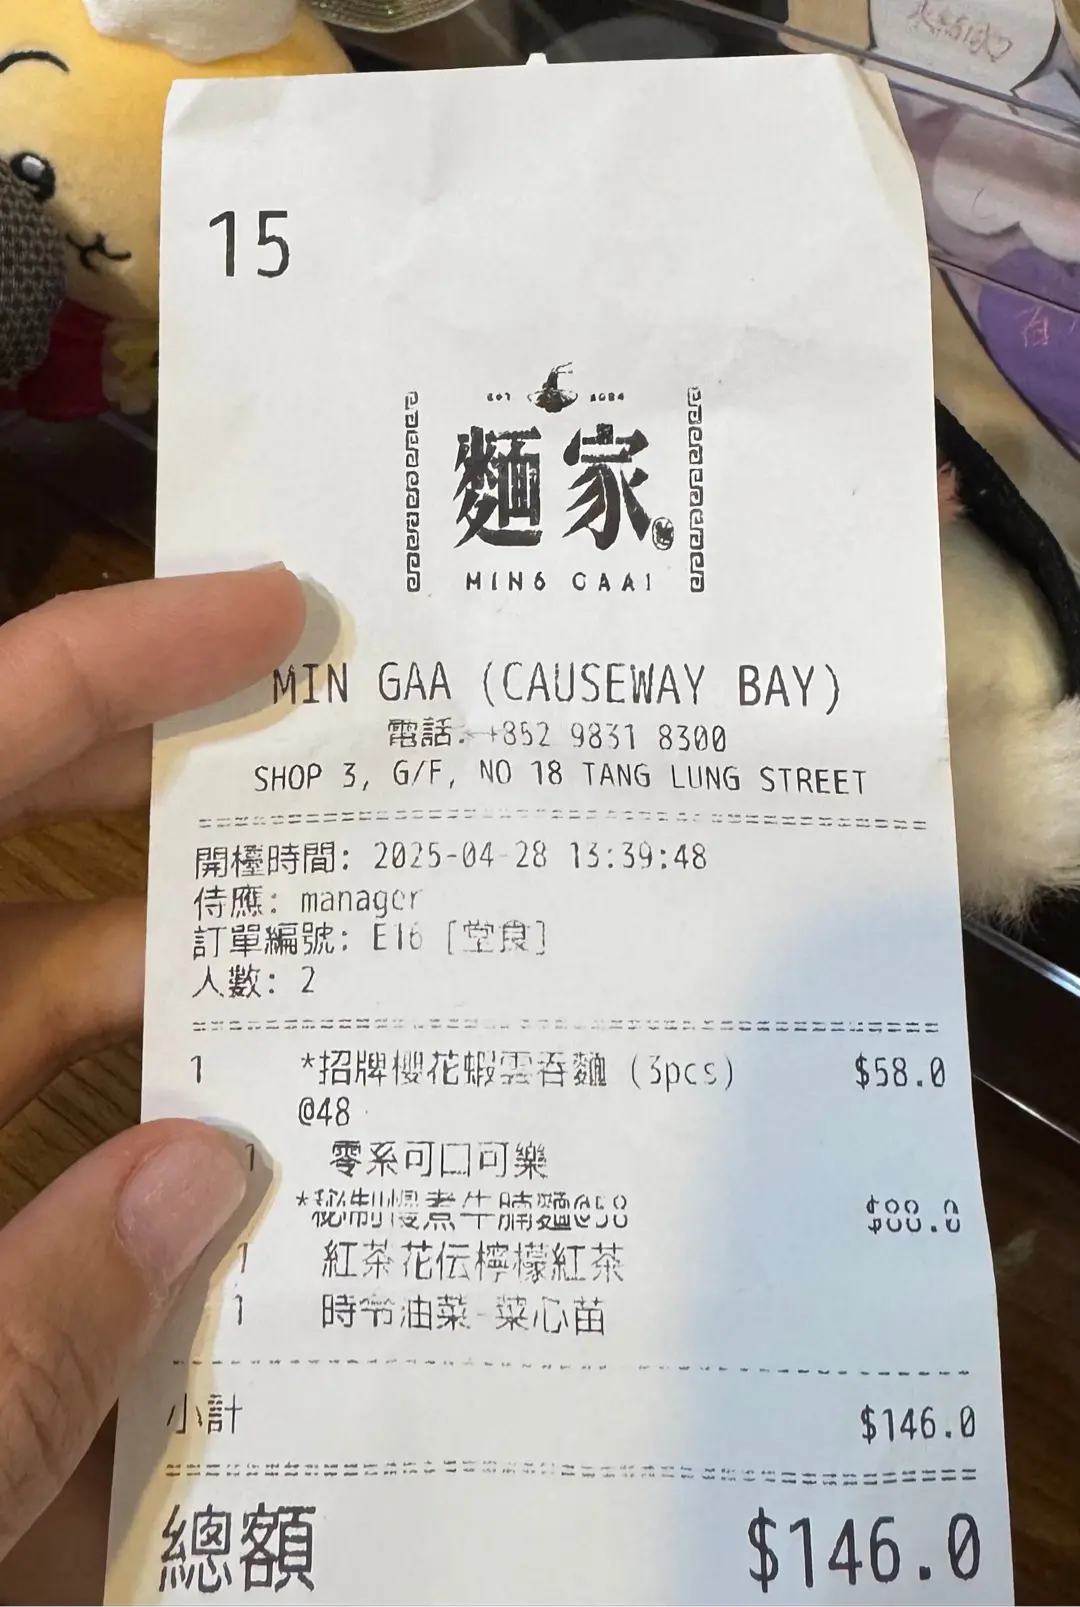 15
麵家
MING GAAI
MIN GAA (CAUSEWAY BAY)
電話: +852 9831 8300
SHOP 3, G/F, NO 18 TANG LUNG STREET
開檯時間: 2025-04-28 13:39:48
侍應: manager
訂單編號: E16 [堂食]
人數: 2
1 *招牌櫻花蝦雲吞麵 (3pcs) $58.0
@48
1 零系可口可樂
*秘制慢煮牛腩麵@58 $88.0
1 紅茶花伝檸檬紅茶
1 時令油菜-菜心苗
小計 $146.0
總額 $146.0